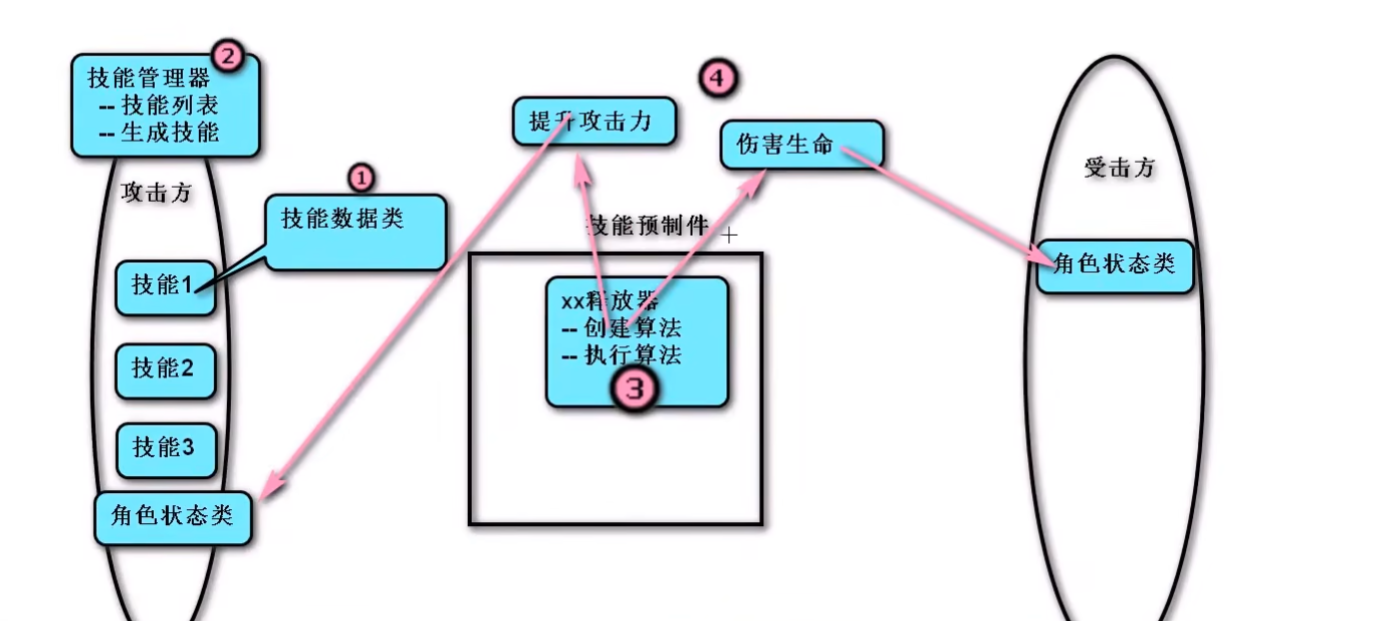 ②
技能管理器
-- 技能列表
-- 生成技能
攻击方
①
技能数据类
技能1
技能2
技能3
角色状态类
④
提升攻击力
伤害生命
技能预制件
xx释放器
-- 创建算法
-- 执行算法
③
受击方
角色状态类